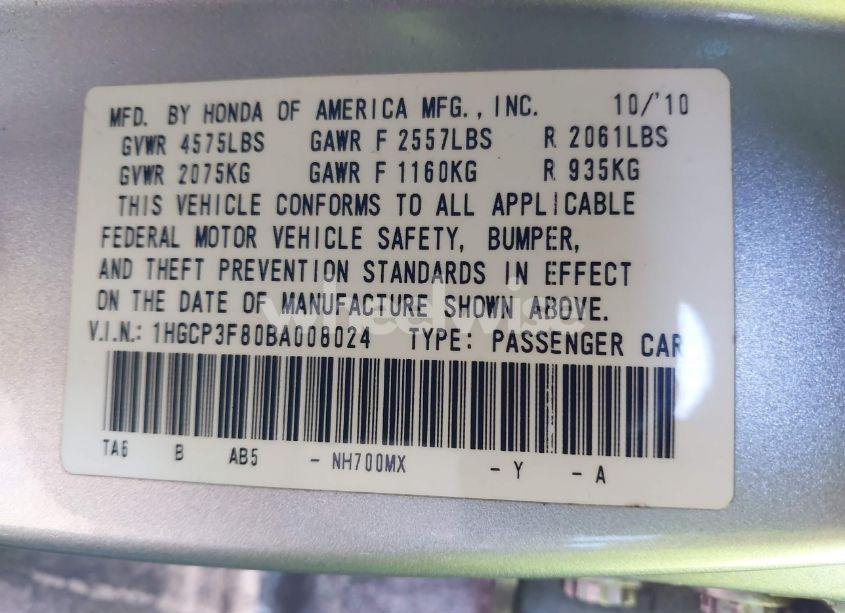 MFD. BY HONDA OF AMERICA MFG., INC. 10/'10
GVWR 4575LBS GAWR F 2557LBS R 2061LBS
GVWR 2075KG GAWR F 1160KG R 935KG
THIS VEHICLE CONFORMS TO ALL APPLICABLE
FEDERAL MOTOR VEHICLE SAFETY, BUMPER,
AND THEFT PREVENTION STANDARDS IN EFFECT
ON THE DATE OF MANUFACTURE SHOWN ABOVE.
wheelwise
V.I.N.: 1HGCP3F80BA008024 TYPE: PASSENGER CAR
TA6 B AB5 - NH700MX - Y - A